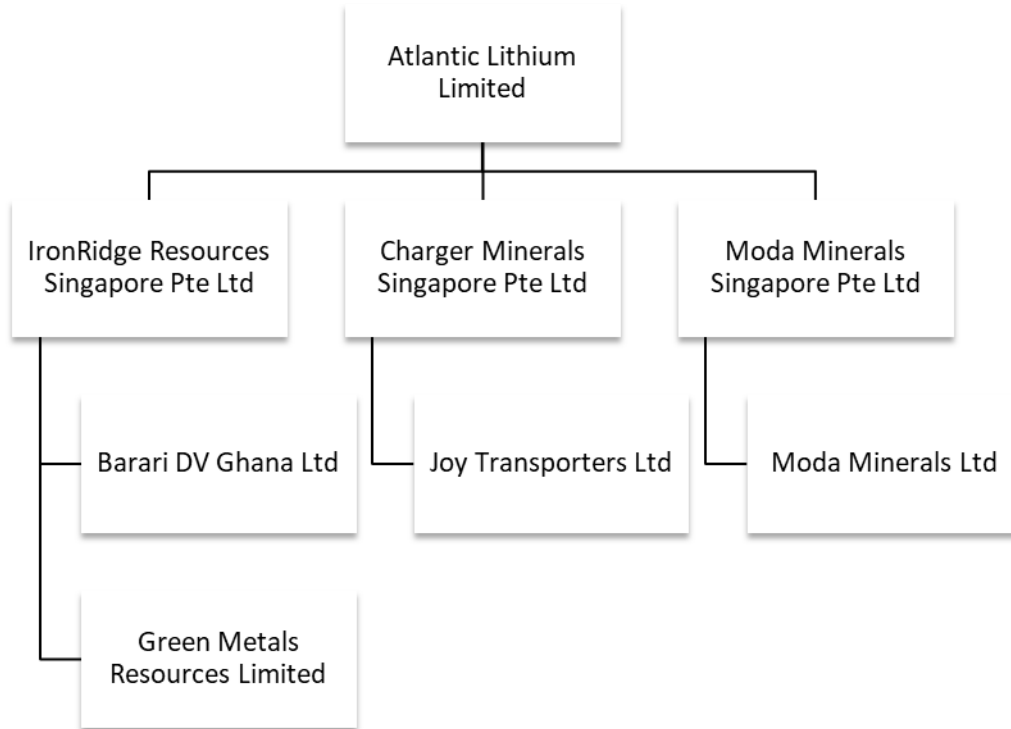 Atlantic Lithium
Limited
IronRidge Resources
Singapore Pte Ltd
Charger Minerals
Singapore Pte Ltd
Moda Minerals
Singapore Pte Ltd
Barari DV Ghana Ltd
Joy Transporters Ltd
Moda Minerals Ltd
Green Metals
Resources Limited